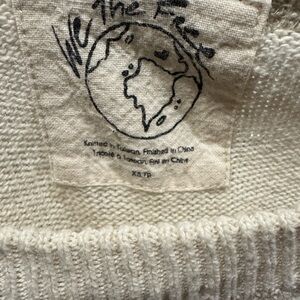 We The Free
Knitted in Taiwan, Finished in China
Tricoté à Taiwan, Fini en Chine
XS/TP